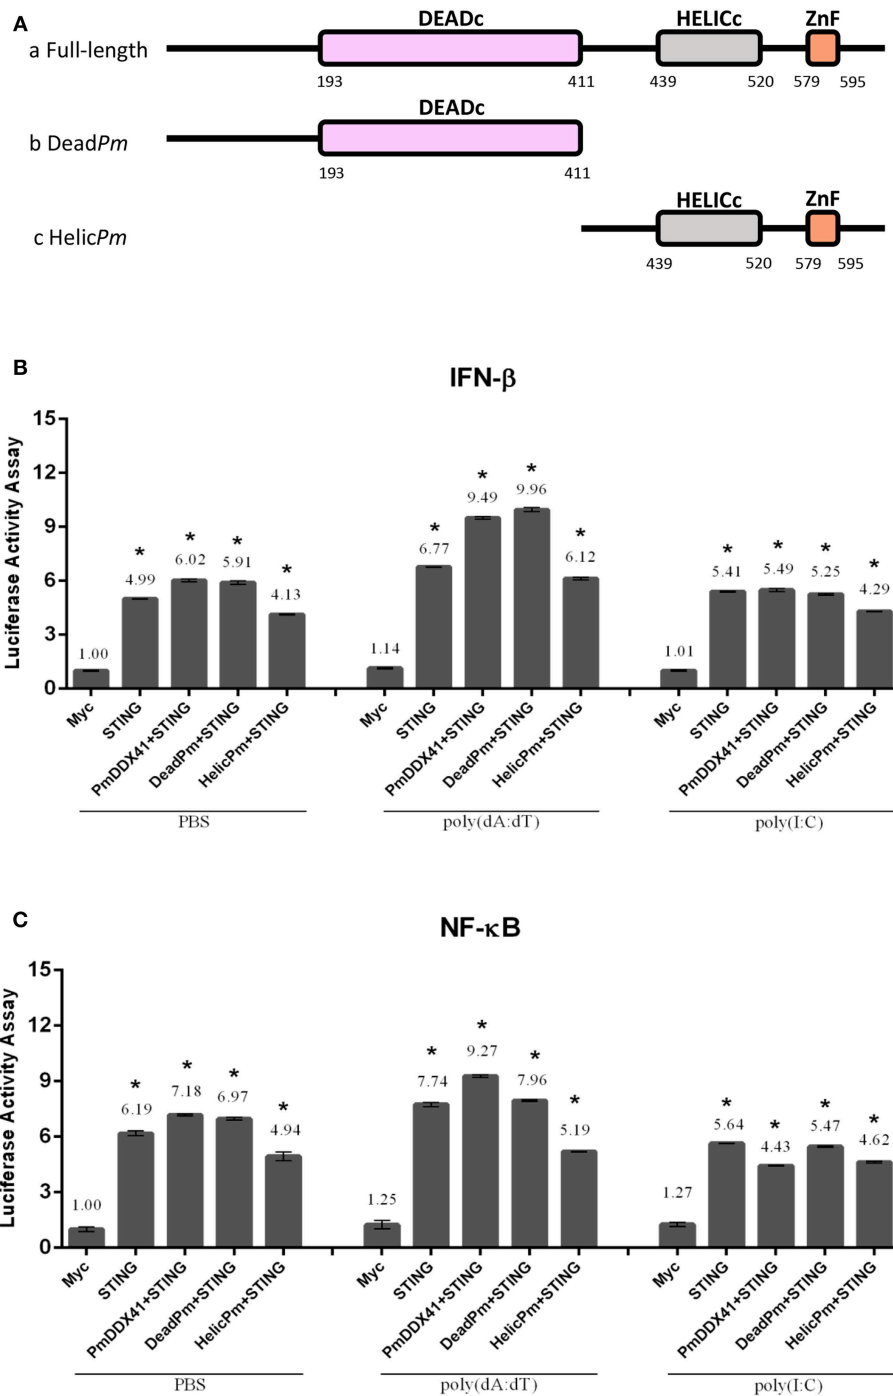 A
DEADc HELICc ZnF
a Full-length
193 411 439 520 579 595
DEADc
b DeadPm
193 411
HELICc ZnF
c HelicPm
439 520 579 595
B
IFN-β
Luciferase Activity Assay
15
12
9
6
3
0
1.00 4.99 6.02 5.91 4.13
1.14 6.77 9.49 9.96 6.12
1.01 5.41 5.49 5.25 4.29
* * * * * * * * * * * *
Myc STING PmDDX41+STING DeadPm+STING HelicPm+STING
Myc STING PmDDX41+STING DeadPm+STING HelicPm+STING
Myc STING PmDDX41+STING DeadPm+STING HelicPm+STING
PBS poly(dA:dT) poly(I:C)
C
NF-κB
Luciferase Activity Assay
15
12
9
6
3
0
1.00 6.19 7.18 6.97 4.94
1.25 7.74 9.27 7.96 5.19
1.27 5.64 4.43 5.47 4.62
* * * * * * * * * * * *
Myc STING PmDDX41+STING DeadPm+STING HelicPm+STING
Myc STING PmDDX41+STING DeadPm+STING HelicPm+STING
Myc STING PmDDX41+STING DeadPm+STING HelicPm+STING
PBS poly(dA:dT) poly(I:C)